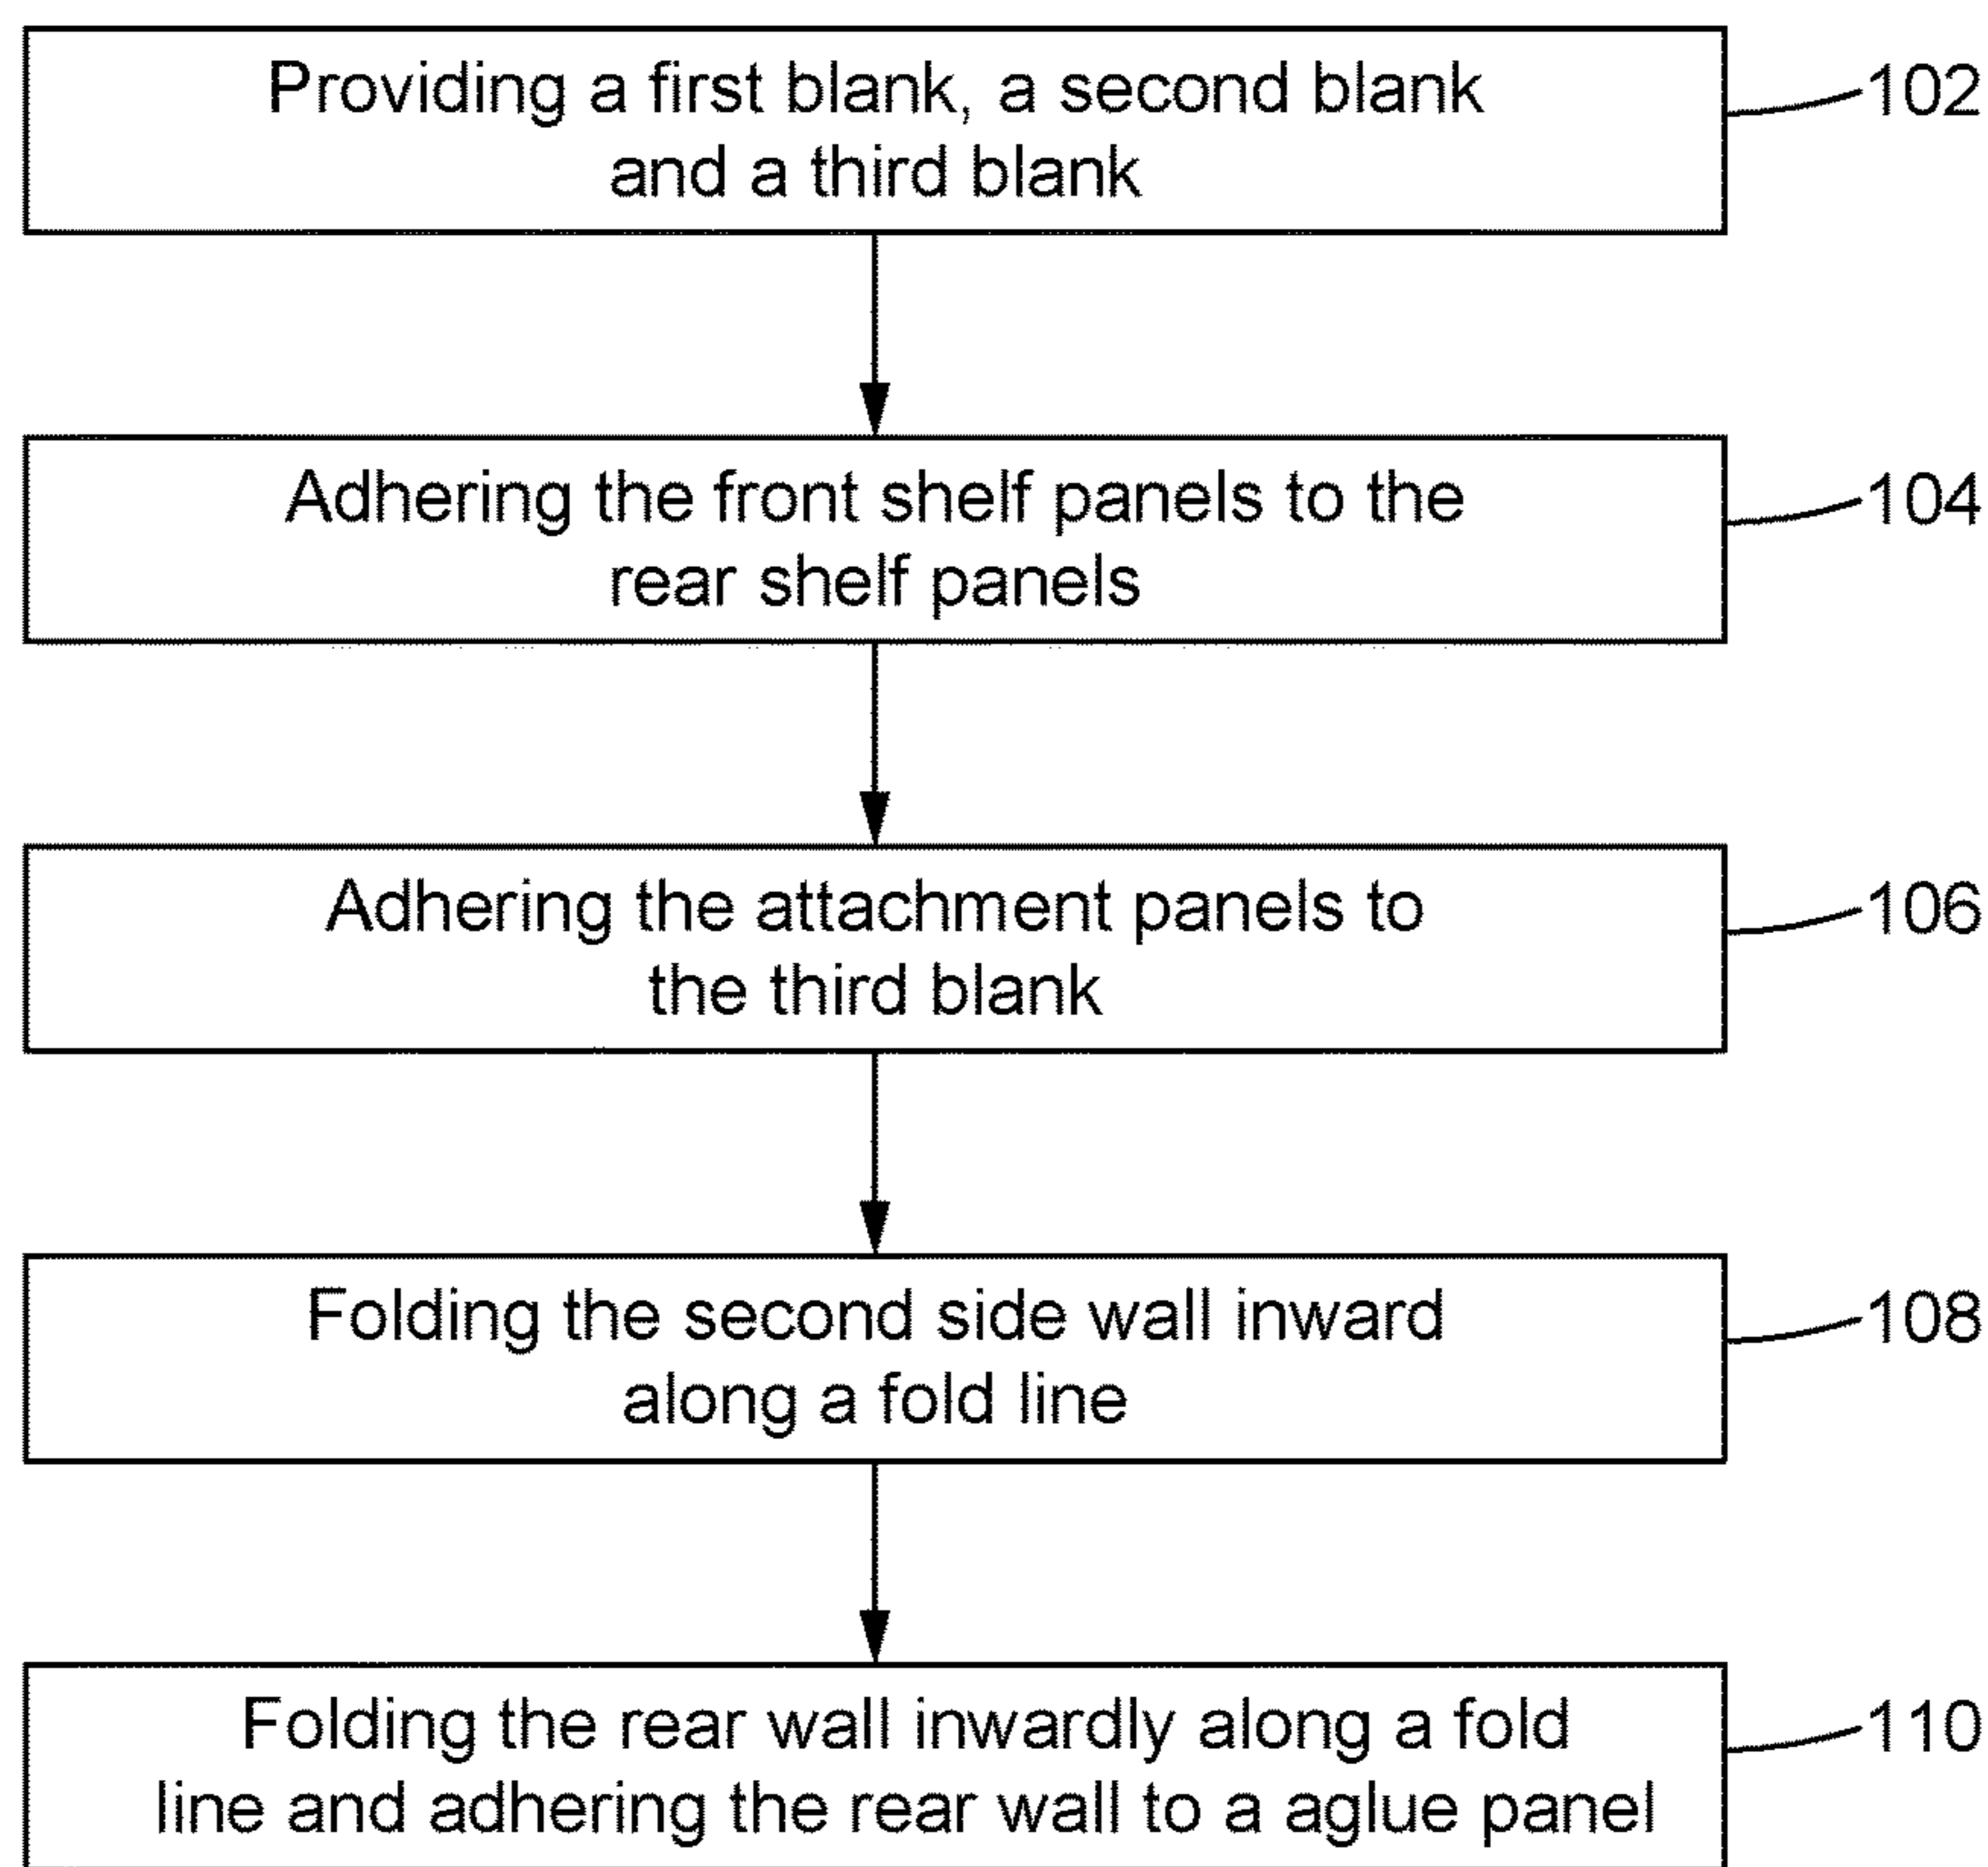 Providing a first blank, a second blank
and a third blank
102
Adhering the front shelf panels to the
rear shelf panels
104
Adhering the attachment panels to
the third blank
106
Folding the second side wall inward
along a fold line
108
Folding the rear wall inwardly along a fold
line and adhering the rear wall to a aglue panel
110